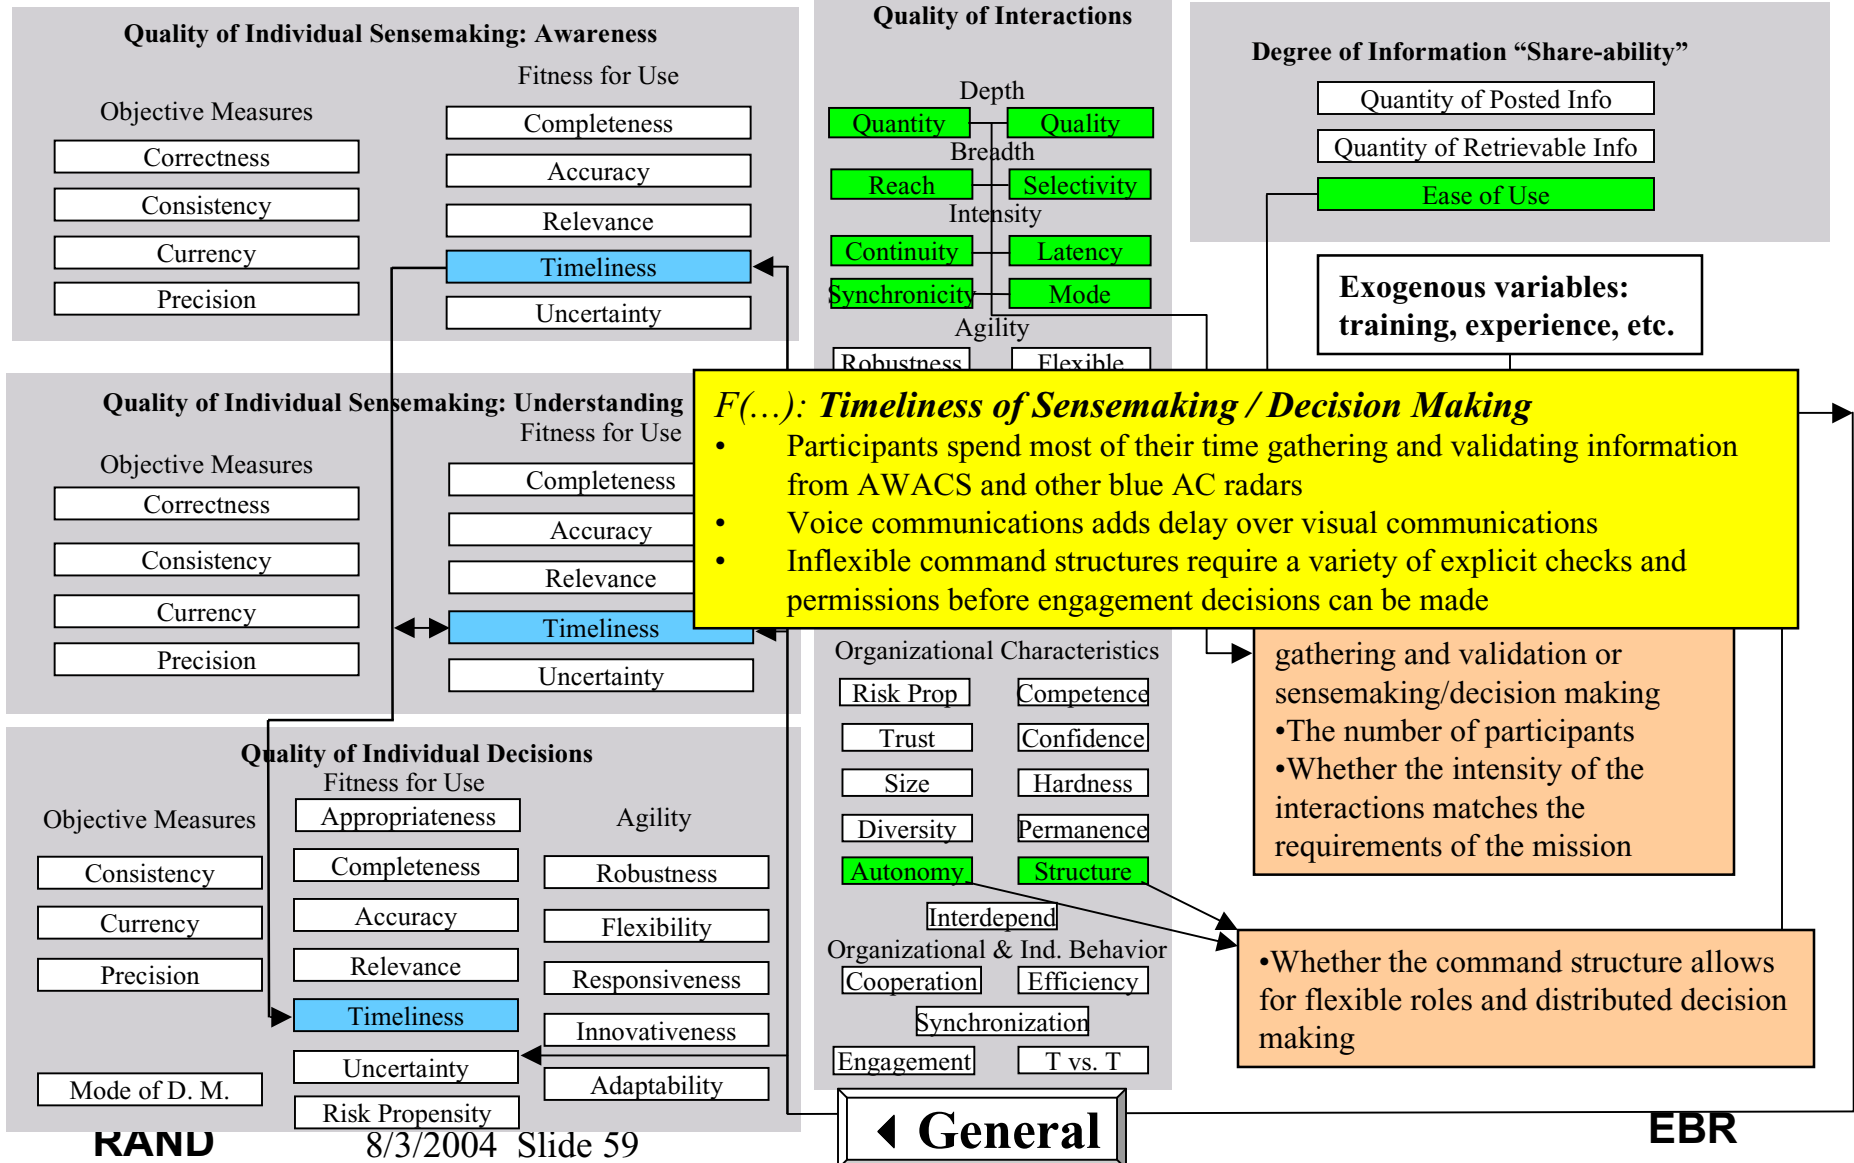 Quality of Individual Sensemaking: Awareness
Fitness for Use
Objective Measures
Correctness
Consistency
Currency
Precision
Completeness
Accuracy
Relevance
Timeliness
Uncertainty
Quality of Individual Sensemaking: Understanding
Fitness for Use
Objective Measures
Correctness
Consistency
Currency
Precision
Completeness
Accuracy
Relevance
Timeliness
Uncertainty
Quality of Individual Decisions
Fitness for Use
Objective Measures
Agility
Consistency
Currency
Precision
Mode of D. M.
Appropriateness
Completeness
Accuracy
Relevance
Timeliness
Uncertainty
Risk Propensity
Robustness
Flexibility
Responsiveness
Innovativeness
Adaptability
Quality of Interactions
Depth
Quantity
Quality
Breadth
Reach
Selectivity
Intensity
Continuity
Latency
Synchronicity
Mode
Agility
Robustness
Flexible
Organizational Characteristics
Risk Prop
Competence
Trust
Confidence
Size
Hardness
Diversity
Permanence
Autonomy
Structure
Interdepend
Organizational & Ind. Behavior
Cooperation
Efficiency
Synchronization
Engagement
T vs. T
Degree of Information “Share-ability”
Quantity of Posted Info
Quantity of Retrievable Info
Ease of Use
Exogenous variables:
training, experience, etc.
F(…): Timeliness of Sensemaking / Decision Making
• Participants spend most of their time gathering and validating information
from AWACS and other blue AC radars
• Voice communications adds delay over visual communications
• Inflexible command structures require a variety of explicit checks and
permissions before engagement decisions can be made
gathering and validation or
sensemaking/decision making
•The number of participants
•Whether the intensity of the
interactions matches the
requirements of the mission
•Whether the command structure allows
for flexible roles and distributed decision
making
General
RAND
8/3/2004 Slide 59
EBR